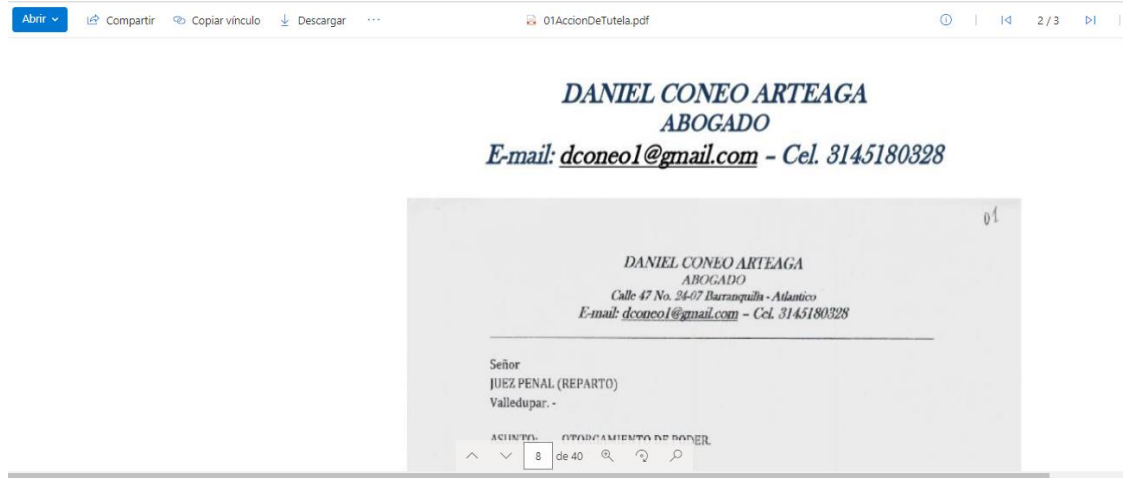 Abrir Compartir Copiar vínculo Descargar ··· 01AccionDeTutela.pdf 2 / 3
DANIEL CONEO ARTEAGA
ABOGADO
E-mail: dconeo1@gmail.com – Cel. 3145180328
01
DANIEL CONEO ARTEAGA
ABOGADO
Calle 47 No. 24-07 Barranquilla - Atlantico
E-mail: dconeo1@gmail.com – Cel. 3145180328
Señor
JUEZ PENAL (REPARTO)
Valledupar. -
ASUNTO: OTORGAMIENTO DE PODER.
8 de 40